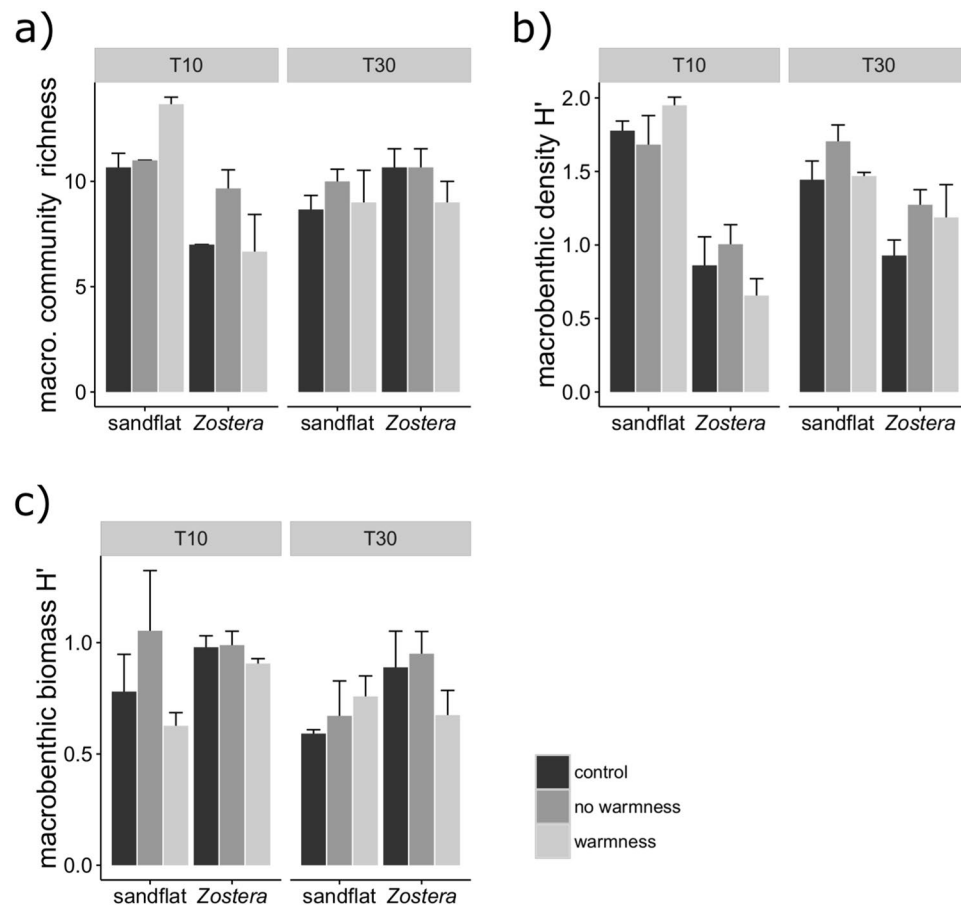 a)
T10 T30
macro. community richness
10
5
0
sandflat Zostera sandflat Zostera
b)
T10 T30
macrobenthic density H'
2.0
1.5
1.0
0.5
0.0
sandflat Zostera sandflat Zostera
c)
T10 T30
macrobenthic biomass H'
1.0
0.5
0.0
sandflat Zostera sandflat Zostera
control
no warmness
warmness